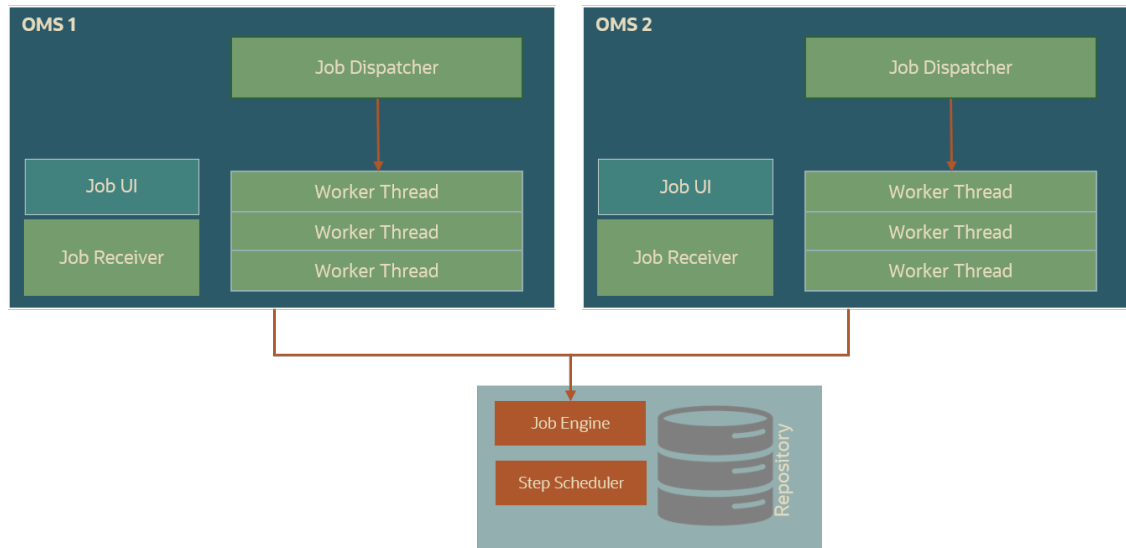 OMS 1
Job Dispatcher
Job UI
Job Receiver
Worker Thread
Worker Thread
Worker Thread
OMS 2
Job Dispatcher
Job UI
Job Receiver
Worker Thread
Worker Thread
Worker Thread
Job Engine
Step Scheduler
Repository